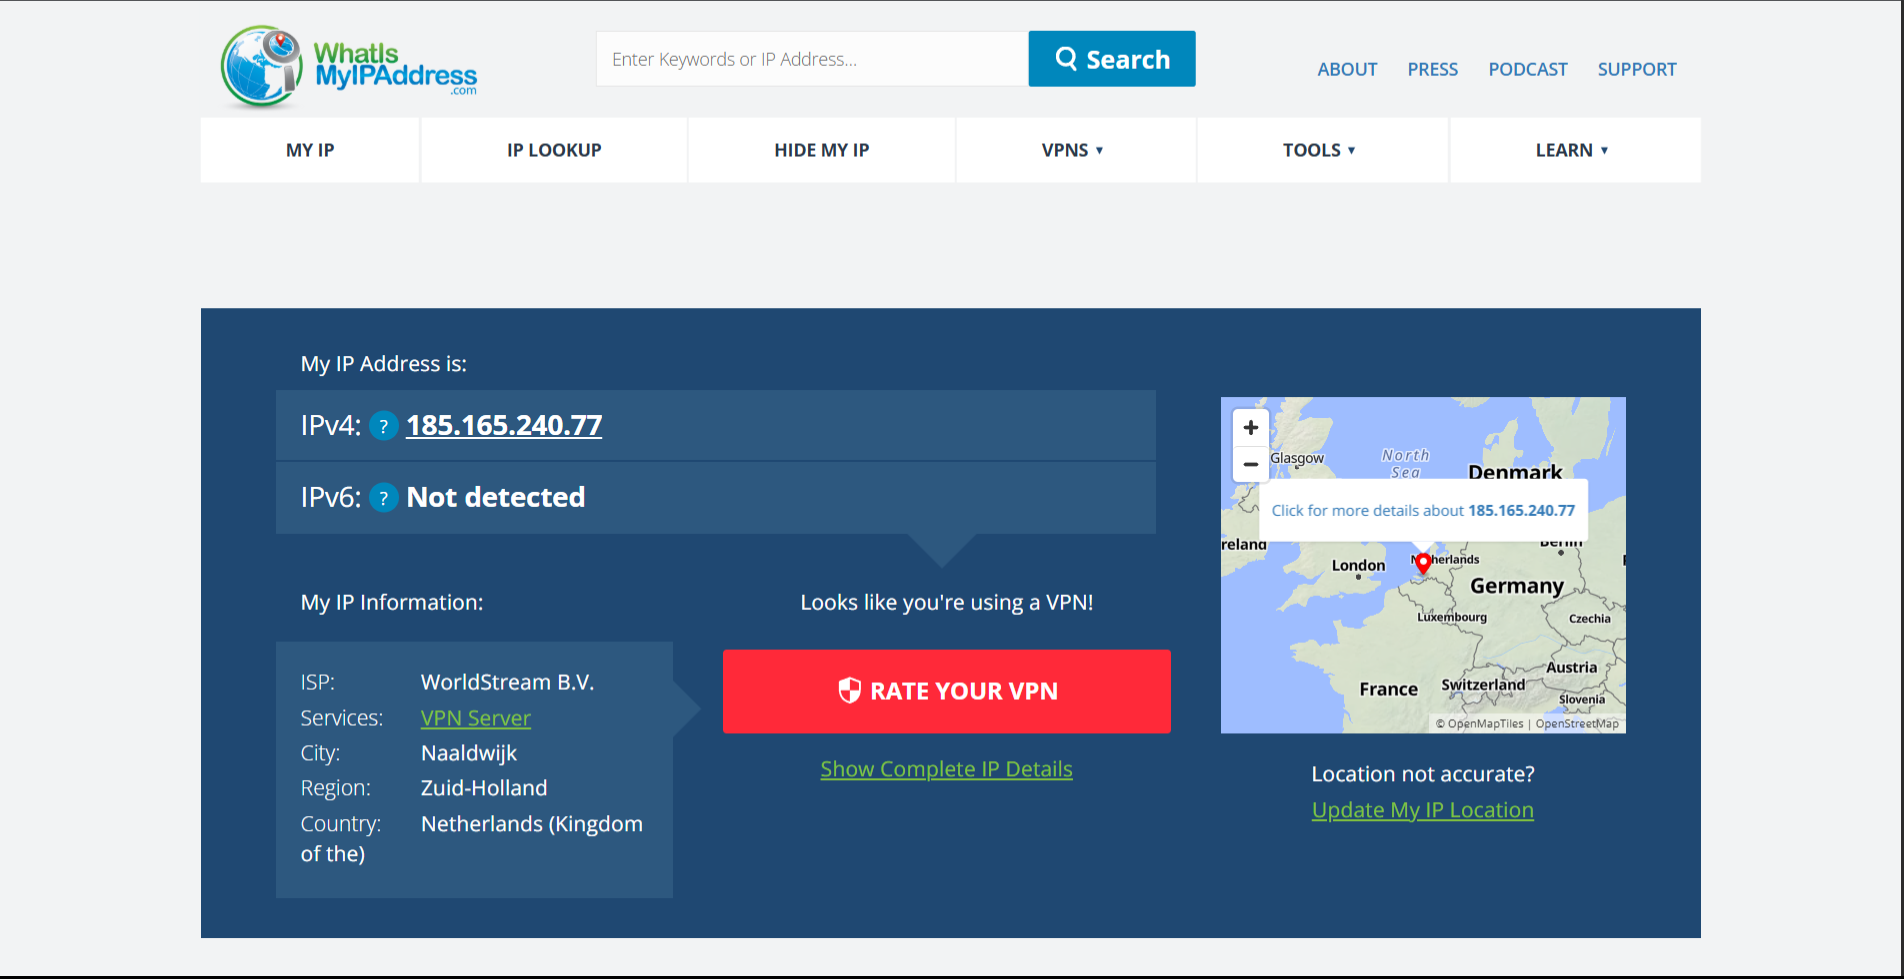 WhatIs
MyIPAddress
.com
Enter Keywords or IP Address...
Search
ABOUT PRESS PODCAST SUPPORT
MY IP IP LOOKUP HIDE MY IP VPNS ▾ TOOLS ▾ LEARN ▾
My IP Address is:
IPv4: ? 185.165.240.77
IPv6: ? Not detected
My IP Information:
ISP: WorldStream B.V.
Services: VPN Server
City: Naaldwijk
Region: Zuid-Holland
Country: Netherlands (Kingdom
of the)
Looks like you're using a VPN!
RATE YOUR VPN
Show Complete IP Details
+
−
Glasgow
North
Sea
Denmark
Click for more details about 185.165.240.77
reland
Berlin
London
Germany
Luxembourg
Czechia
Austria
France
Switzerland
Slovenia
© OpenMapTiles | OpenStreetMap
Location not accurate?
Update My IP Location